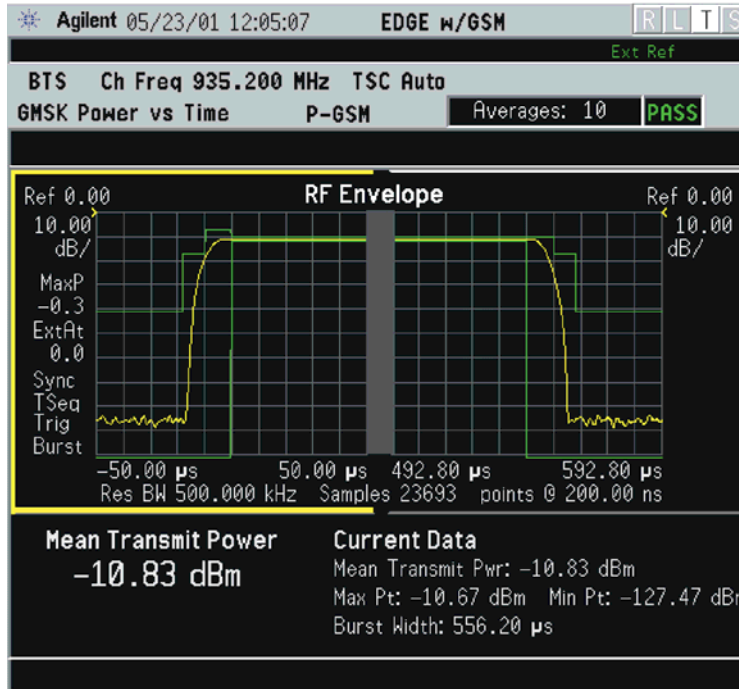 Agilent 05/23/01 12:05:07 EDGE w/GSM R L T S
Ext Ref
BTS Ch Freq 935.200 MHz TSC Auto
GMSK Power vs Time P-GSM Averages: 10 PASS
RF Envelope
Ref 0.00 Ref 0.00
10.00 10.00
dB/ dB/
MaxP
-0.3
ExtAt
0.0
Sync
TSeq
Trig
Burst
-50.00 µs 50.00 µs 492.80 µs 592.80 µs
Res BW 500.000 kHz Samples 23693 points @ 200.00 ns
Mean Transmit Power
-10.83 dBm
Current Data
Mean Transmit Pwr: -10.83 dBm
Max Pt: -10.67 dBm Min Pt: -127.47 dBm
Burst Width: 556.20 µs